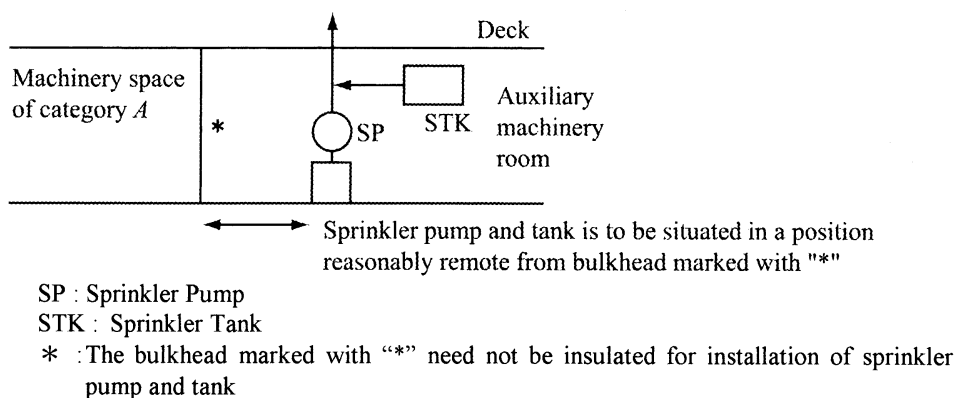 Deck
Machinery space
of category A
*
SP
STK
Auxiliary
machinery
room
Sprinkler pump and tank is to be situated in a position
reasonably remote from bulkhead marked with "*"
SP : Sprinkler Pump
STK : Sprinkler Tank
* :The bulkhead marked with “*” need not be insulated for installation of sprinkler
pump and tank